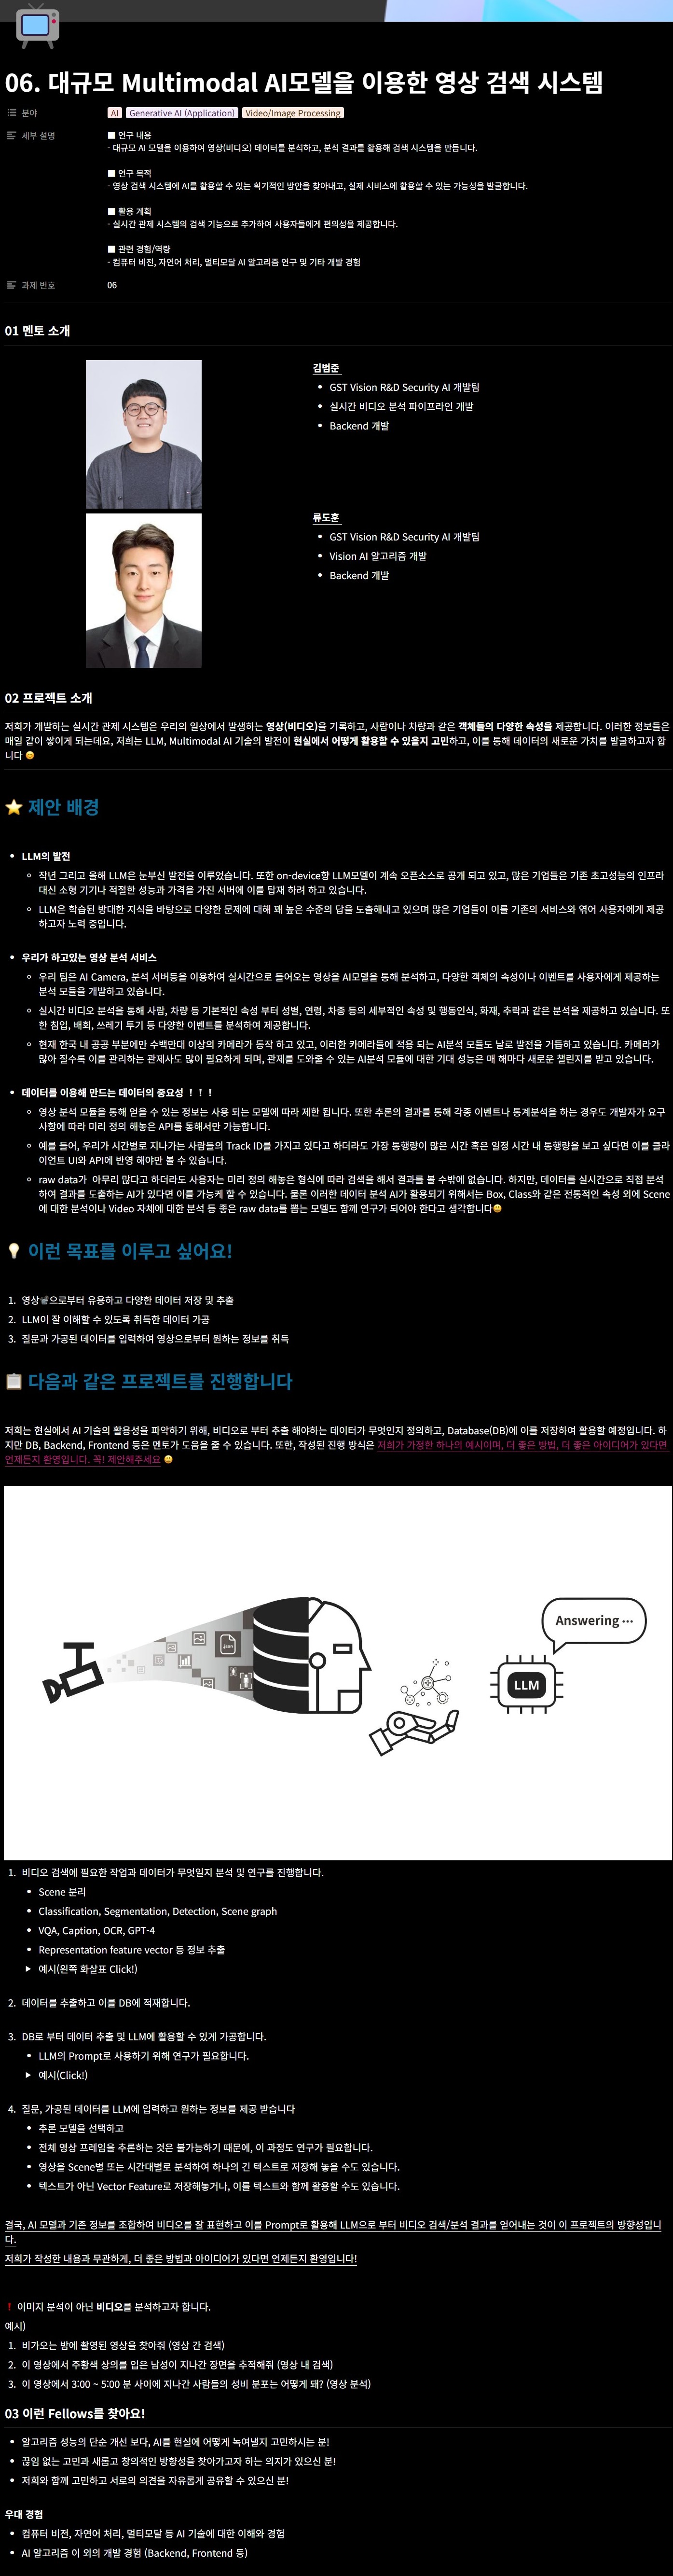 06. 대규모 Multimodal AI모델을 이용한 영상 검색 시스템
분야
AI Generative AI (Application) Video/Image Processing
세부 설명
■ 연구 내용
- 대규모 AI 모델을 이용하여 영상(비디오) 데이터를 분석하고, 분석 결과를 활용해 검색 시스템을 만듭니다.
■ 연구 목적
- 영상 검색 시스템에 AI를 활용할 수 있는 획기적인 방안을 찾아내고, 실제 서비스에 활용할 수 있는 가능성을 발굴합니다.
■ 활용 계획
- 실시간 관제 시스템의 검색 기능으로 추가하여 사용자들에게 편의성을 제공합니다.
■ 관련 경험/역량
- 컴퓨터 비전, 자연어 처리, 멀티모달 AI 알고리즘 연구 및 기타 개발 경험
과제 번호
06
01 멘토 소개
김범준
• GST Vision R&D Security AI 개발팀
• 실시간 비디오 분석 파이프라인 개발
• Backend 개발
류도훈
• GST Vision R&D Security AI 개발팀
• Vision AI 알고리즘 개발
• Backend 개발
02 프로젝트 소개
저희가 개발하는 실시간 관제 시스템은 우리의 일상에서 발생하는 영상(비디오)을 기록하고, 사람이나 차량과 같은 객체들의 다양한 속성을 제공합니다. 이러한 정보들은
매일 같이 쌓이게 되는데요, 저희는 LLM, Multimodal AI 기술의 발전이 현실에서 어떻게 활용할 수 있을지 고민하고, 이를 통해 데이터의 새로운 가치를 발굴하고자 합
니다 😊
⭐ 제안 배경
• LLM의 발전
◦ 작년 그리고 올해 LLM은 눈부신 발전을 이루었습니다. 또한 on-device향 LLM모델이 계속 오픈소스로 공개 되고 있고, 많은 기업들은 기존 초고성능의 인프라
대신 소형 기기나 적절한 성능과 가격을 가진 서버에 이를 탑재 하려 하고 있습니다.
◦ LLM은 학습된 방대한 지식을 바탕으로 다양한 문제에 대해 꽤 높은 수준의 답을 도출해내고 있으며 많은 기업들이 이를 기존의 서비스와 엮어 사용자에게 제공
하고자 노력 중입니다.
• 우리가 하고있는 영상 분석 서비스
◦ 우리 팀은 AI Camera, 분석 서버등을 이용하여 실시간으로 들어오는 영상을 AI모델을 통해 분석하고, 다양한 객체의 속성이나 이벤트를 사용자에게 제공하는
분석 모듈을 개발하고 있습니다.
◦ 실시간 비디오 분석을 통해 사람, 차량 등 기본적인 속성 부터 성별, 연령, 차종 등의 세부적인 속성 및 행동인식, 화재, 추락과 같은 분석을 제공하고 있습니다. 또
한 침입, 배회, 쓰레기 투기 등 다양한 이벤트를 분석하여 제공합니다.
◦ 현재 한국 내 공공 부분에만 수백만대 이상의 카메라가 동작 하고 있고, 이러한 카메라들에 적용 되는 AI분석 모듈도 날로 발전을 거듭하고 있습니다. 카메라가
많아 질수록 이를 관리하는 관제사도 많이 필요하게 되며, 관제를 도와줄 수 있는 AI분석 모듈에 대한 기대 성능은 매 해마다 새로운 챌린지를 받고 있습니다.
• 데이터를 이용해 만드는 데이터의 중요성 ! ! !
◦ 영상 분석 모듈을 통해 얻을 수 있는 정보는 사용 되는 모델에 따라 제한 됩니다. 또한 추론의 결과를 통해 각종 이벤트나 통계분석을 하는 경우도 개발자가 요구
사항에 따라 미리 정의 해놓은 API를 통해서만 가능합니다.
◦ 예를 들어, 우리가 시간별로 지나가는 사람들의 Track ID를 가지고 있다고 하더라도 가장 통행량이 많은 시간 혹은 일정 시간 내 통행량을 보고 싶다면 이를 클라
이언트 UI와 API에 반영 해야만 볼 수 있습니다.
◦ raw data가 아무리 많다고 하더라도 사용자는 미리 정의 해놓은 형식에 따라 검색을 해서 결과를 볼 수밖에 없습니다. 하지만, 데이터를 실시간으로 직접 분석
하여 결과를 도출하는 AI가 있다면 이를 가능케 할 수 있습니다. 물론 이러한 데이터 분석 AI가 활용되기 위해서는 Box, Class와 같은 전통적인 속성 외에 Scene
에 대한 분석이나 Video 자체에 대한 분석 등 좋은 raw data를 뽑는 모델도 함께 연구가 되어야 한다고 생각합니다😀
💡 이런 목표를 이루고 싶어요!
1. 영상📽으로부터 유용하고 다양한 데이터 저장 및 추출
2. LLM이 잘 이해할 수 있도록 취득한 데이터 가공
3. 질문과 가공된 데이터를 입력하여 영상으로부터 원하는 정보를 취득
📋 다음과 같은 프로젝트를 진행합니다
저희는 현실에서 AI 기술의 활용성을 파악하기 위해, 비디오로 부터 추출 해야하는 데이터가 무엇인지 정의하고, Database(DB)에 이를 저장하여 활용할 예정입니다. 하
지만 DB, Backend, Frontend 등은 멘토가 도움을 줄 수 있습니다. 또한, 작성된 진행 방식은 저희가 가정한 하나의 예시이며, 더 좋은 방법, 더 좋은 아이디어가 있다면
언제든지 환영입니다. 꼭! 제안해주세요 😀
Answering ⋯
LLM
1. 비디오 검색에 필요한 작업과 데이터가 무엇일지 분석 및 연구를 진행합니다.
• Scene 분리
• Classification, Segmentation, Detection, Scene graph
• VQA, Caption, OCR, GPT-4
• Representation feature vector 등 정보 추출
▶ 예시(왼쪽 화살표 Click!)
2. 데이터를 추출하고 이를 DB에 적재합니다.
3. DB로 부터 데이터 추출 및 LLM에 활용할 수 있게 가공합니다.
• LLM의 Prompt로 사용하기 위해 연구가 필요합니다.
▶ 예시(Click!)
4. 질문, 가공된 데이터를 LLM에 입력하고 원하는 정보를 제공 받습니다
• 추론 모델을 선택하고
• 전체 영상 프레임을 추론하는 것은 불가능하기 때문에, 이 과정도 연구가 필요합니다.
• 영상을 Scene별 또는 시간대별로 분석하여 하나의 긴 텍스트로 저장해 놓을 수도 있습니다.
• 텍스트가 아닌 Vector Feature로 저장해놓거나, 이를 텍스트와 함께 활용할 수도 있습니다.
결국, AI 모델과 기존 정보를 조합하여 비디오를 잘 표현하고 이를 Prompt로 활용해 LLM으로 부터 비디오 검색/분석 결과를 얻어내는 것이 이 프로젝트의 방향성입니
다.
저희가 작성한 내용과 무관하게, 더 좋은 방법과 아이디어가 있다면 언제든지 환영입니다!
❗ 이미지 분석이 아닌 비디오를 분석하고자 합니다.
예시)
1. 비가오는 밤에 촬영된 영상을 찾아줘 (영상 간 검색)
2. 이 영상에서 주황색 상의를 입은 남성이 지나간 장면을 추적해줘 (영상 내 검색)
3. 이 영상에서 3:00 ~ 5:00 분 사이에 지나간 사람들의 성비 분포는 어떻게 돼? (영상 분석)
03 이런 Fellows를 찾아요!
• 알고리즘 성능의 단순 개선 보다, AI를 현실에 어떻게 녹여낼지 고민하시는 분!
• 끊임 없는 고민과 새롭고 창의적인 방향성을 찾아가고자 하는 의지가 있으신 분!
• 저희와 함께 고민하고 서로의 의견을 자유롭게 공유할 수 있으신 분!
우대 경험
• 컴퓨터 비전, 자연어 처리, 멀티모달 등 AI 기술에 대한 이해와 경험
• AI 알고리즘 이 외의 개발 경험 (Backend, Frontend 등)